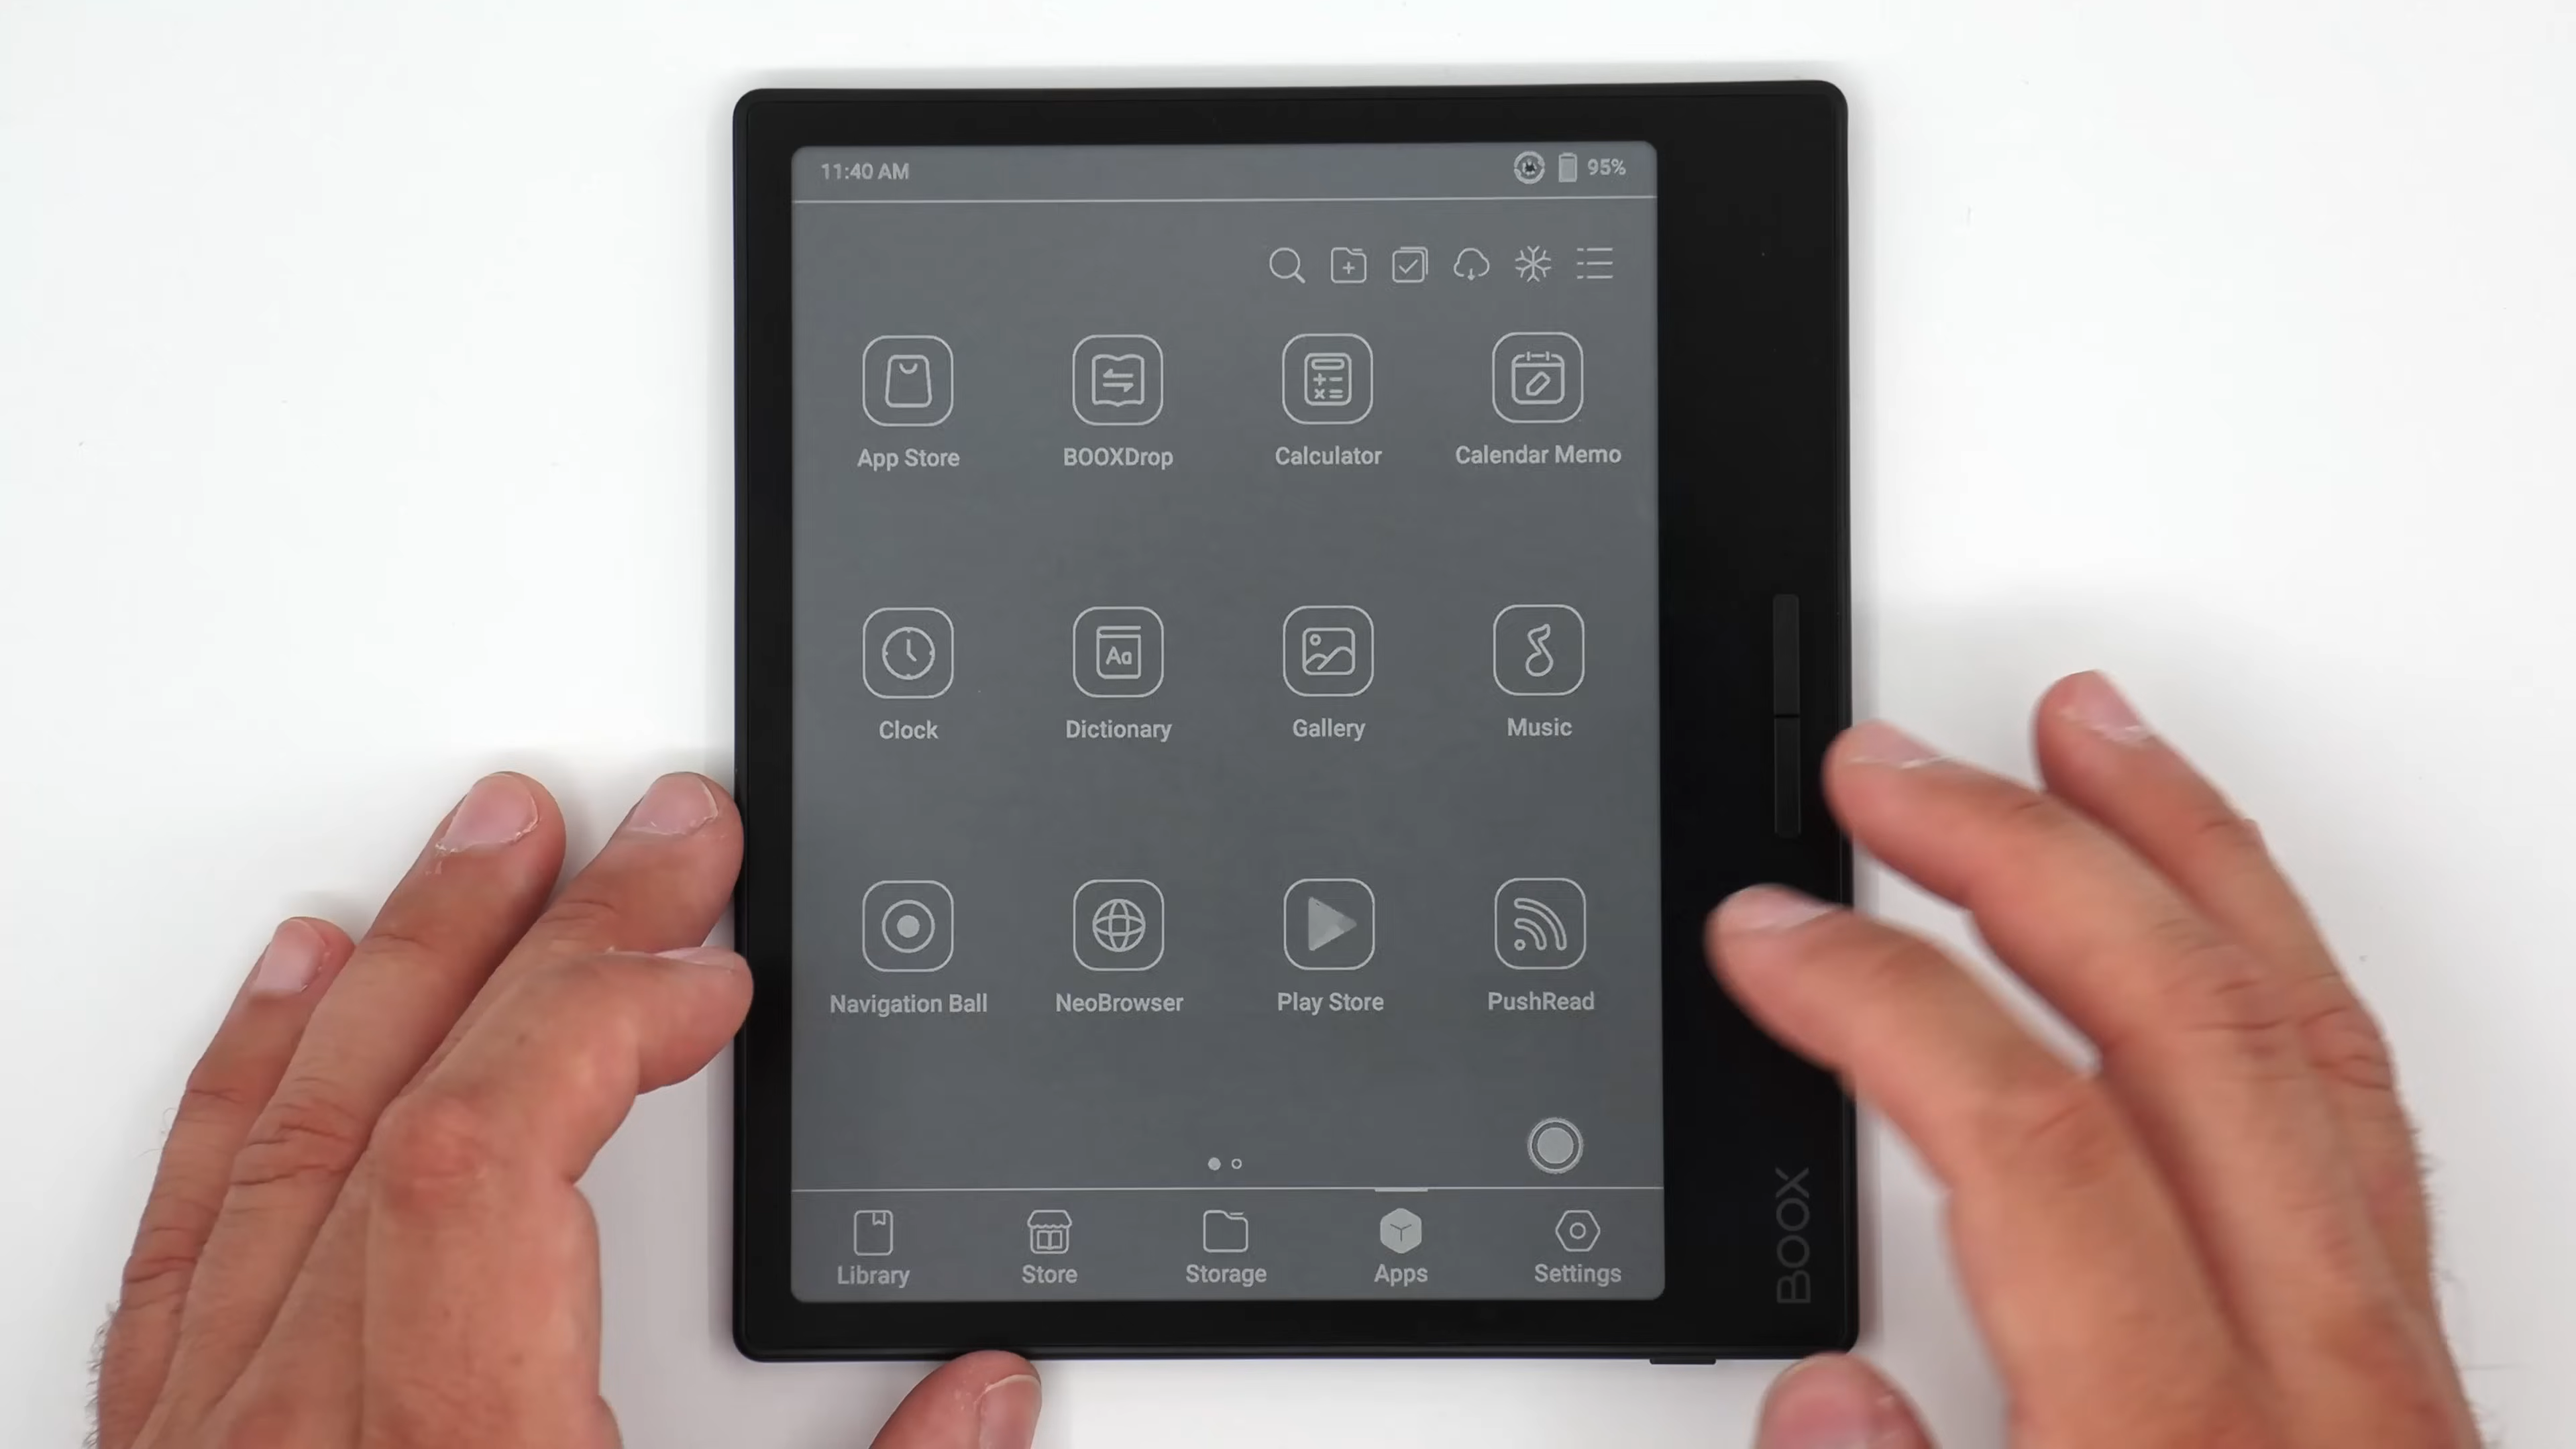 11:40 AM
95%
App Store
BOOXDrop
Calculator
Calendar Memo
Clock
Aa
Dictionary
Gallery
Music
Navigation Ball
NeoBrowser
Play Store
PushRead
Library
Store
Storage
Apps
Settings
BOOX